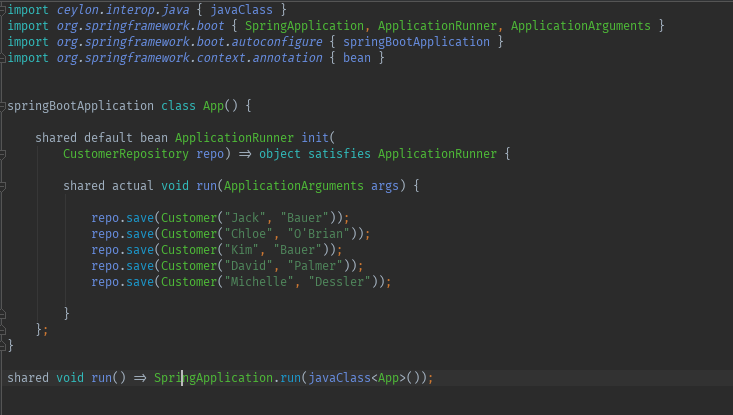 import ceylon.interop.java { javaClass }
import org.springframework.boot { SpringApplication, ApplicationRunner, ApplicationArguments }
import org.springframework.boot.autoconfigure { springBootApplication }
import org.springframework.context.annotation { bean }
springBootApplication class App() {
shared default bean ApplicationRunner init(
CustomerRepository repo) => object satisfies ApplicationRunner {
shared actual void run(ApplicationArguments args) {
repo.save(Customer("Jack", "Bauer"));
repo.save(Customer("Chloe", "O'Brian"));
repo.save(Customer("Kim", "Bauer"));
repo.save(Customer("David", "Palmer"));
repo.save(Customer("Michelle", "Dessler"));
}
};
}
shared void run() => SpringApplication.run(javaClass<App>());